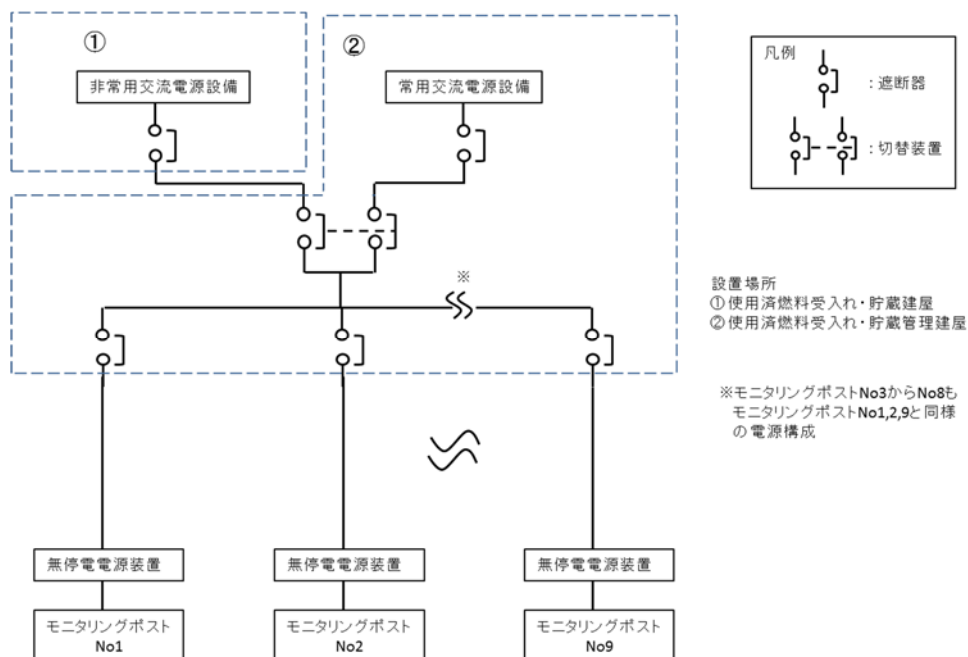 ①
非常用交流電源設備
②
常用交流電源設備
凡例
：遮断器
：切替装置
※
設置場所
①使用済燃料受入れ・貯蔵建屋
②使用済燃料受入れ・貯蔵管理建屋
※モニタリングポストNo3からNo8も
モニタリングポストNo1,2,9と同様
の電源構成
無停電電源装置
無停電電源装置
無停電電源装置
モニタリングポスト
No1
モニタリングポスト
No2
モニタリングポスト
No9